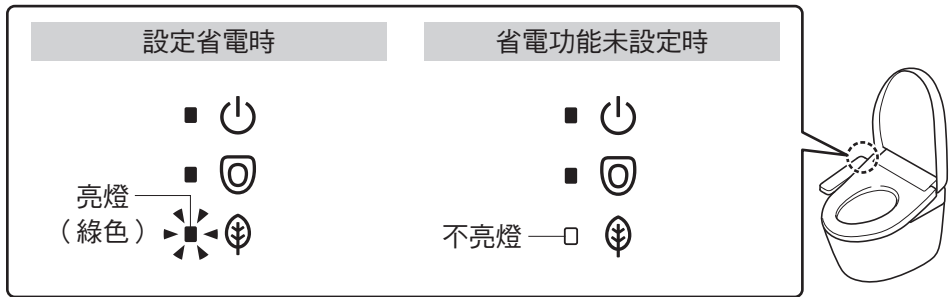 設定省電時
省電功能未設定時
亮燈
（綠色）
不亮燈